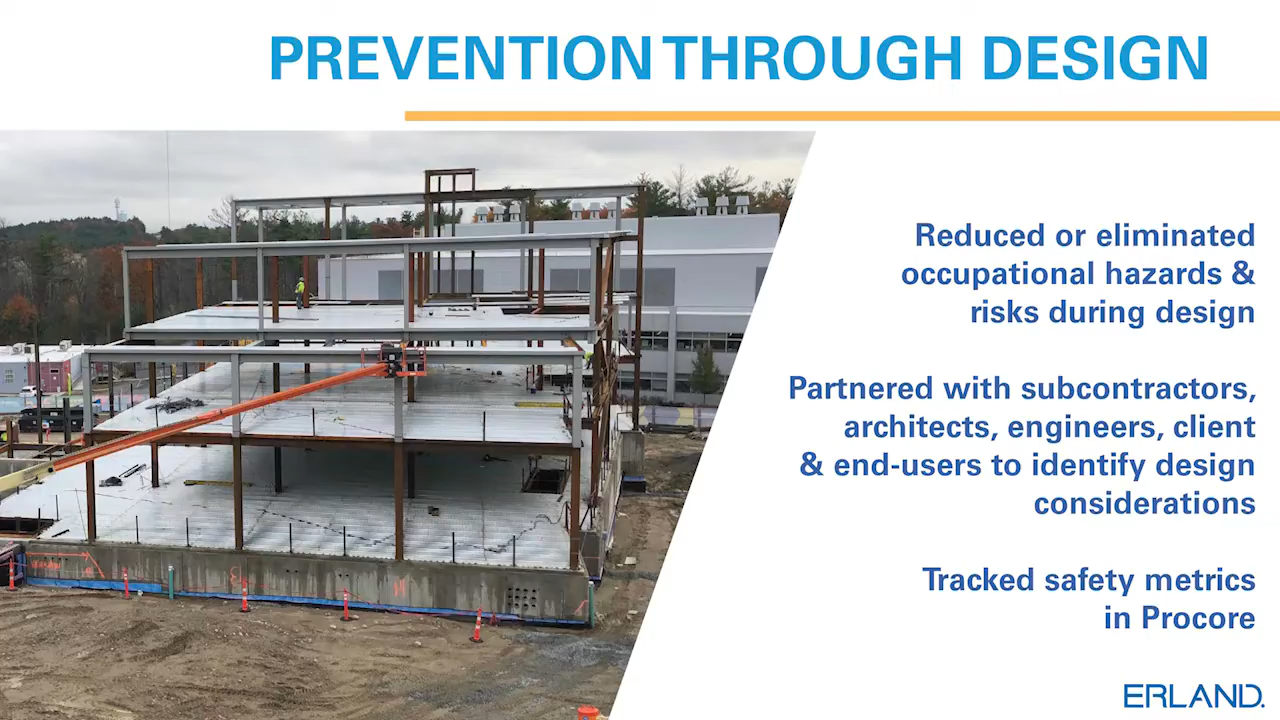 PREVENTION THROUGH DESIGN
Reduced or eliminated
occupational hazards &
risks during design
Partnered with subcontractors,
architects, engineers, client
& end-users to identify design
considerations
Tracked safety metrics
in Procore
ERLAND.